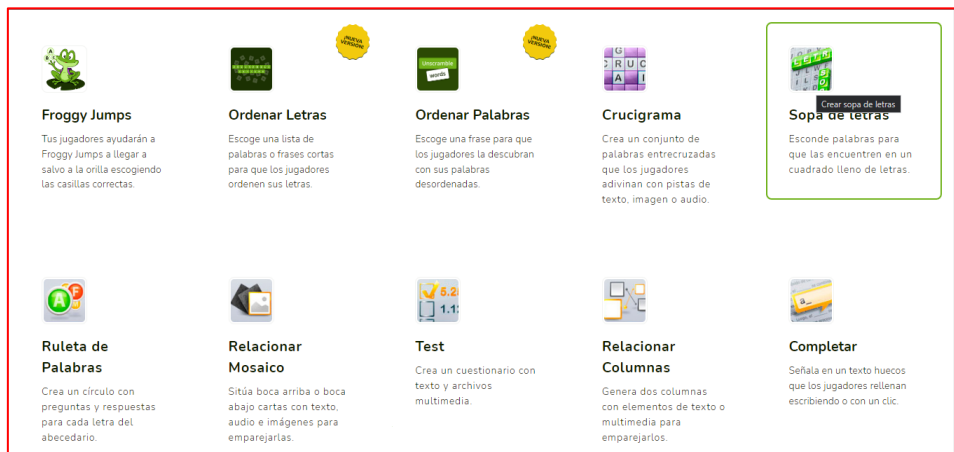 ¡NUEVA
VERSIÓN!
¡NUEVA
VERSIÓN!
Unscramble
words
G
CRUC
A I
5.2
1.1
A
F
a_
Froggy Jumps
Tus jugadores ayudarán a
Froggy Jumps a llegar a
salvo a la orilla escogiendo
las casillas correctas.
Ordenar Letras
Escoge una lista de
palabras o frases cortas
para que los jugadores
ordenen sus letras.
Ordenar Palabras
Escoge una frase para que
los jugadores la descubran
con sus palabras
desordenadas.
Crucigrama
Crea un conjunto de
palabras entrecruzadas
que los jugadores
adivinan con pistas de
texto, imagen o audio.
Crear sopa de letras
Sopa de letras
Esconde palabras para
que las encuentren en un
cuadrado lleno de letras.
Ruleta de
Palabras
Crea un círculo con
preguntas y respuestas
para cada letra del
abecedario.
Relacionar
Mosaico
Sitúa boca arriba o boca
abajo cartas con texto,
audio e imágenes para
emparejarlas.
Test
Crea un cuestionario con
texto y archivos
multimedia.
Relacionar
Columnas
Genera dos columnas
con elementos de texto o
multimedia para
emparejarlos.
Completar
Señala en un texto huecos
que los jugadores rellenan
escribiendo o con un clic.